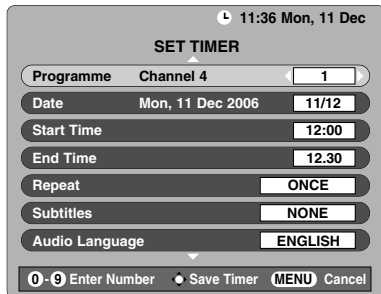 11:36 Mon, 11 Dec
SET TIMER
Programme Channel 4 1
Date Mon, 11 Dec 2006 11/12
Start Time 12:00
End Time 12.30
Repeat ONCE
Subtitles NONE
Audio Language ENGLISH
0-9 Enter Number Save Timer MENU Cancel